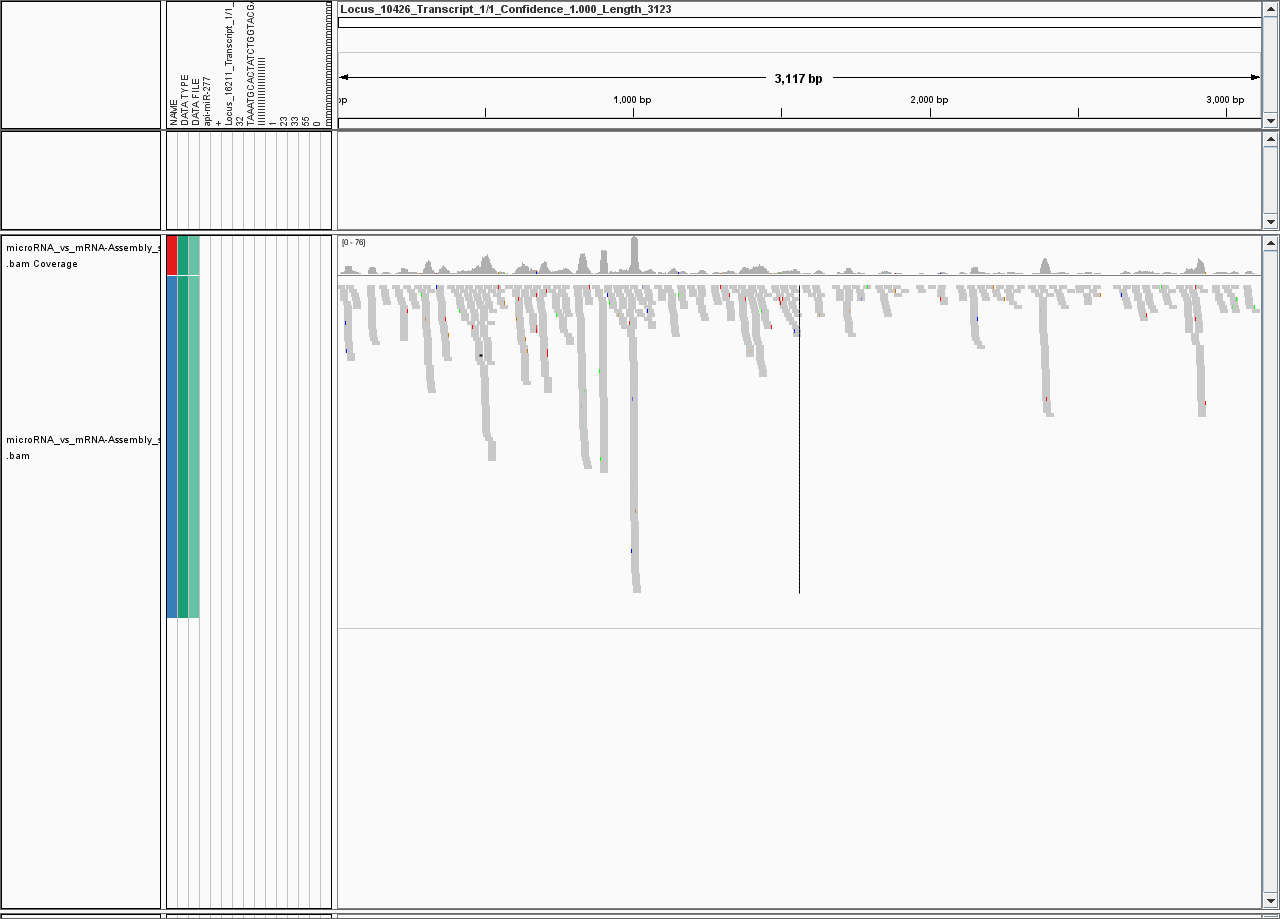 Locus_10426_Transcript_1/1_Confidence_1.000_Length_3123
3,117 bp
bp
1,000 bp
2,000 bp
3,000 bp
NAME
DATA TYPE
DATA FILE
api-miR-277
+
Locus_16211_Transcript_1/1_
32
TAAATGCACTATCTGGTACGA
IIIIIIIIIIIIIIIIIIIII
1
23
33
55
0
microRNA_vs_mRNA-Assembly_s
.bam Coverage
[0 - 76]
microRNA_vs_mRNA-Assembly_s
.bam